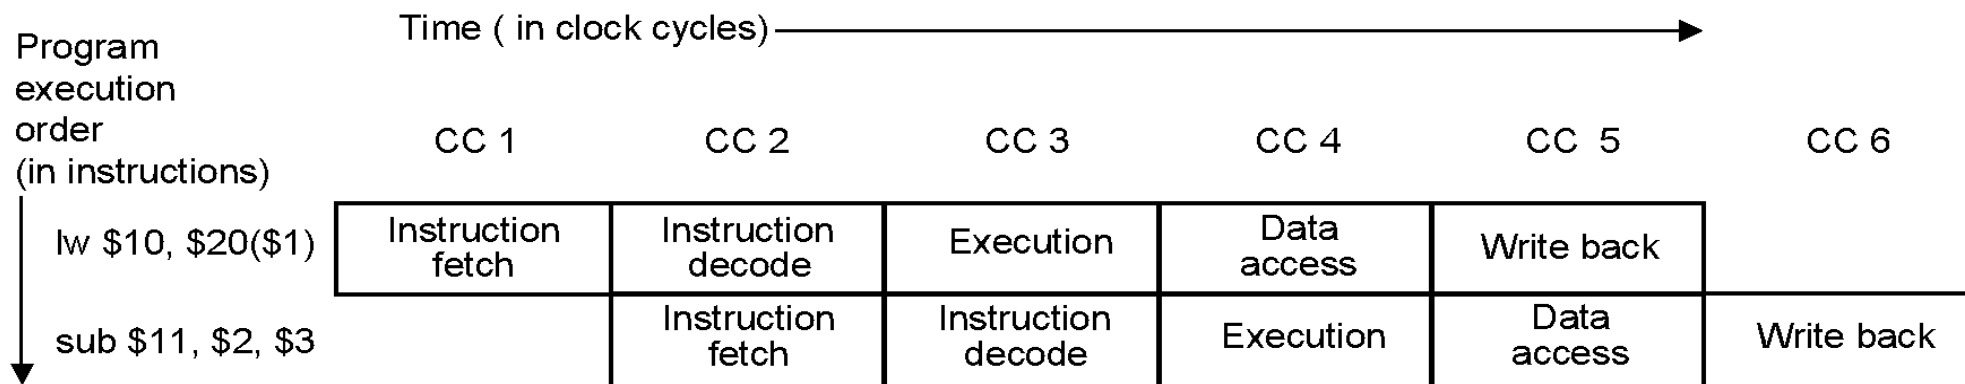 Time ( in clock cycles)
Program
execution
order
(in instructions)
CC 1 CC 2 CC 3 CC 4 CC 5 CC 6
lw $10, $20($1)
Instruction
fetch
Instruction
decode
Execution
Data
access
Write back
sub $11, $2, $3
Instruction
fetch
Instruction
decode
Execution
Data
access
Write back